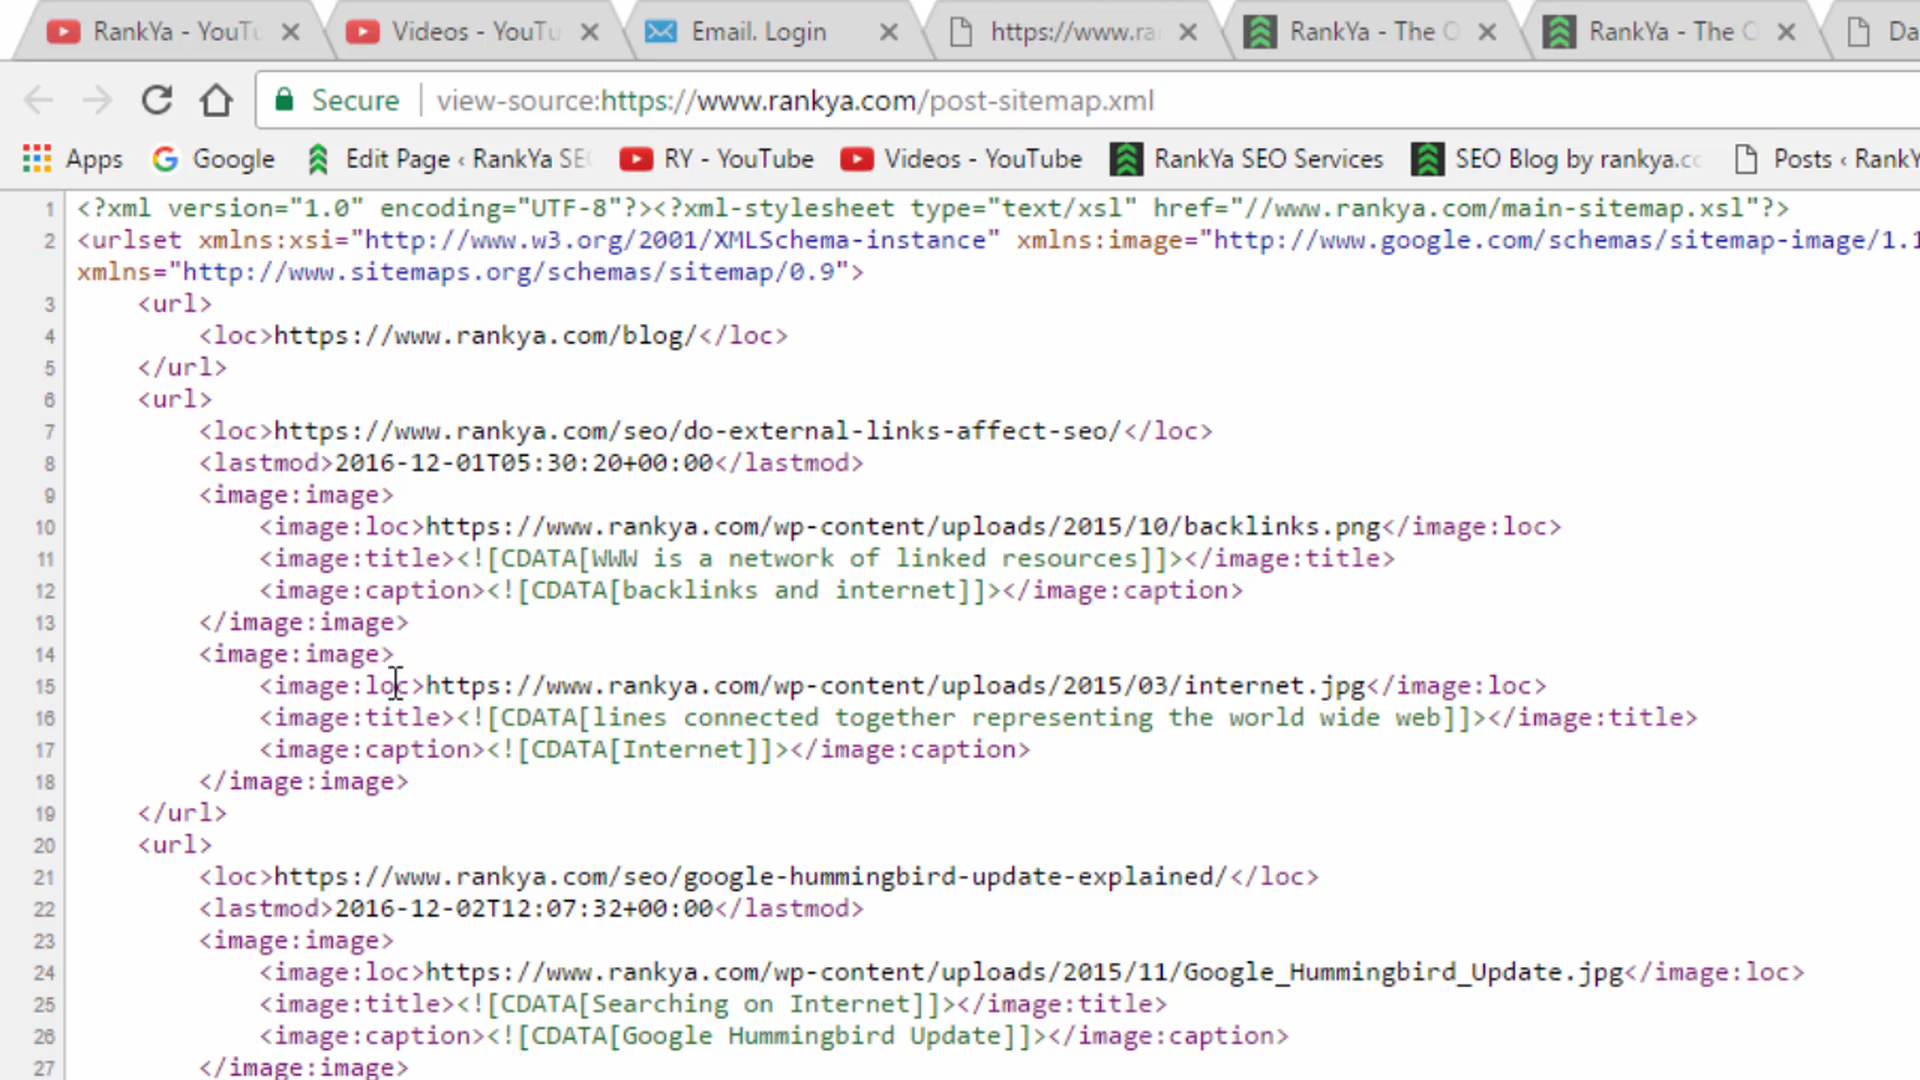 RankYa - YouTu
Videos - YouTu
Email. Login
https://www.ra
RankYa - The O
RankYa - The O
Da
Secure
view-source:https://www.rankya.com/post-sitemap.xml
Apps
Google
Edit Page ‹ RankYa SE
RY - YouTube
Videos - YouTube
RankYa SEO Services
SEO Blog by rankya.co
Posts ‹ RankY
1 <?xml version="1.0" encoding="UTF-8"?><?xml-stylesheet type="text/xsl" href="//www.rankya.com/main-sitemap.xsl"?>
2 <urlset xmlns:xsi="http://www.w3.org/2001/XMLSchema-instance" xmlns:image="http://www.google.com/schemas/sitemap-image/1.1
xmlns="http://www.sitemaps.org/schemas/sitemap/0.9">
3 <url>
4 <loc>https://www.rankya.com/blog/</loc>
5 </url>
6 <url>
7 <loc>https://www.rankya.com/seo/do-external-links-affect-seo/</loc>
8 <lastmod>2016-12-01T05:30:20+00:00</lastmod>
9 <image:image>
10 <image:loc>https://www.rankya.com/wp-content/uploads/2015/10/backlinks.png</image:loc>
11 <image:title><![CDATA[WWW is a network of linked resources]]></image:title>
12 <image:caption><![CDATA[backlinks and internet]]></image:caption>
13 </image:image>
14 <image:image>
15 <image:loc>https://www.rankya.com/wp-content/uploads/2015/03/internet.jpg</image:loc>
16 <image:title><![CDATA[lines connected together representing the world wide web]]></image:title>
17 <image:caption><![CDATA[Internet]]></image:caption>
18 </image:image>
19 </url>
20 <url>
21 <loc>https://www.rankya.com/seo/google-hummingbird-update-explained/</loc>
22 <lastmod>2016-12-02T12:07:32+00:00</lastmod>
23 <image:image>
24 <image:loc>https://www.rankya.com/wp-content/uploads/2015/11/Google_Hummingbird_Update.jpg</image:loc>
25 <image:title><![CDATA[Searching on Internet]]></image:title>
26 <image:caption><![CDATA[Google Hummingbird Update]]></image:caption>
27 </image:image>